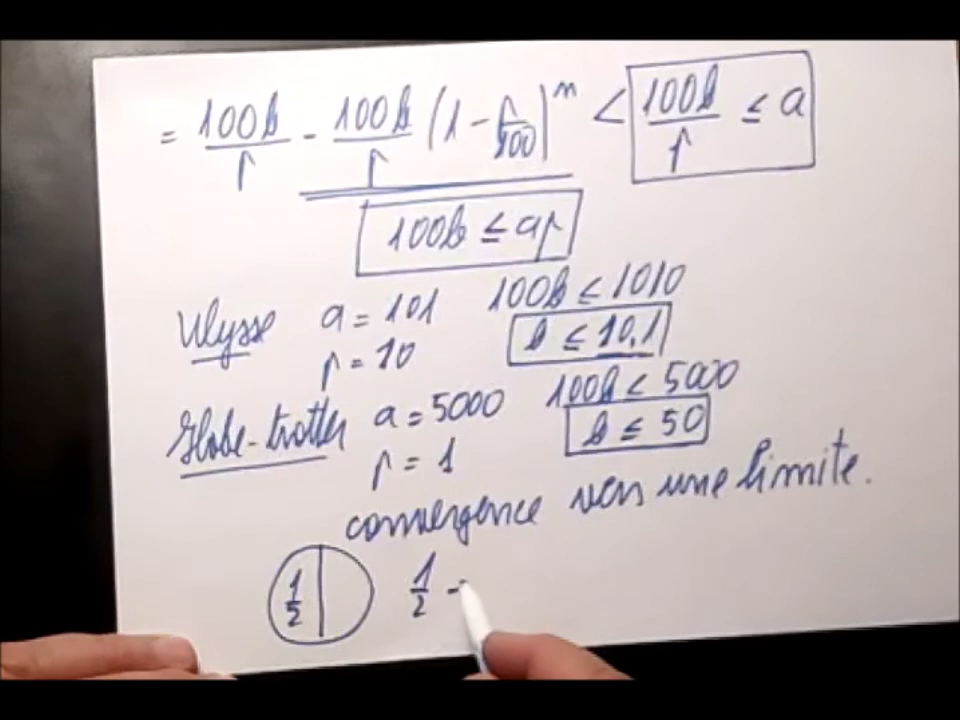 = 100b/r - 100b/r (1 - r/100)^n < 100b/r ≤ a
100b ≤ ar
Ulysse a = 101 100b ≤ 1010
r = 10 b ≤ 10,1
Globe-trotter a = 5000 100b ≤ 5000
r = 1 b ≤ 50
convergence vers une limite.
1/2 1/2 -